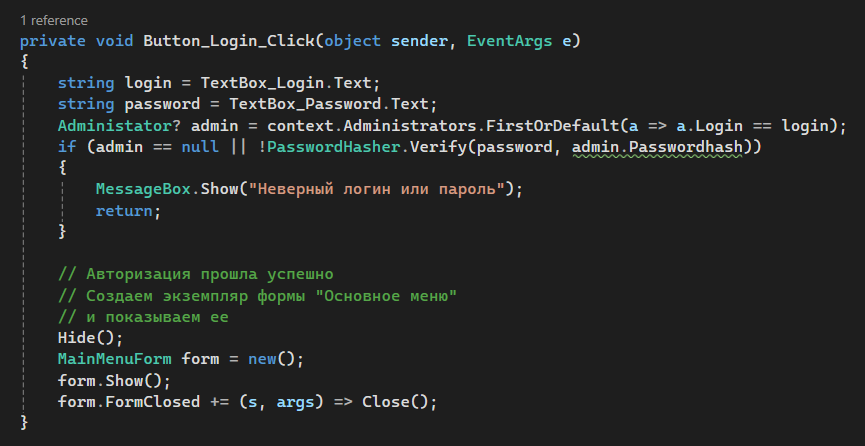 1 reference
private void Button_Login_Click(object sender, EventArgs e)
{
    string login = TextBox_Login.Text;
    string password = TextBox_Password.Text;
    Administator? admin = context.Administrators.FirstOrDefault(a => a.Login == login);
    if (admin == null || !PasswordHasher.Verify(password, admin.Passwordhash))
    {
        MessageBox.Show("Неверный логин или пароль");
        return;
    }

    // Авторизация прошла успешно
    // Создаем экземпляр формы "Основное меню"
    // и показываем ее
    Hide();
    MainMenuForm form = new();
    form.Show();
    form.FormClosed += (s, args) => Close();
}